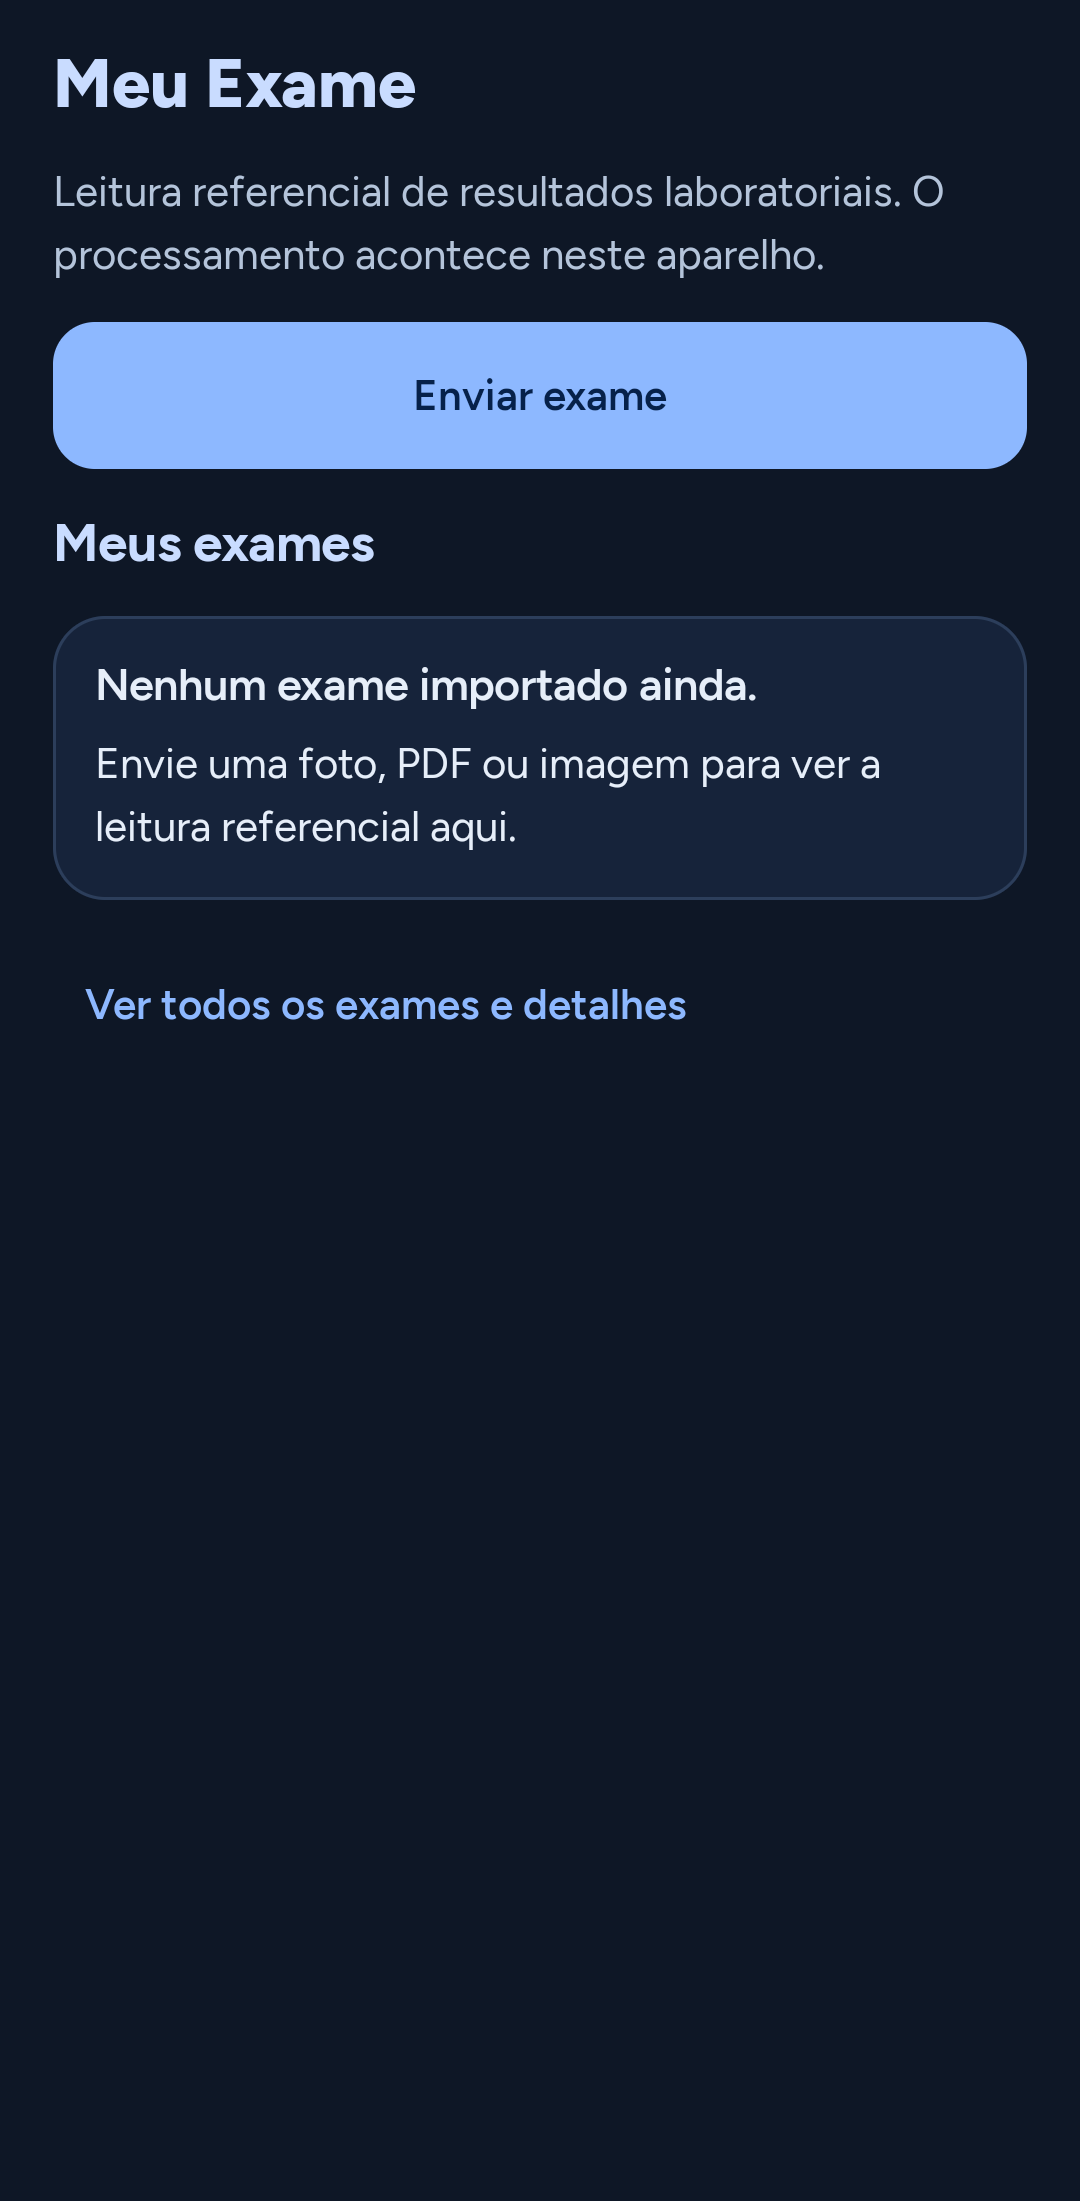 Meu Exame
Leitura referencial de resultados laboratoriais. O
processamento acontece neste aparelho.
Enviar exame
Meus exames
Nenhum exame importado ainda.
Envie uma foto, PDF ou imagem para ver a
leitura referencial aqui.
Ver todos os exames e detalhes